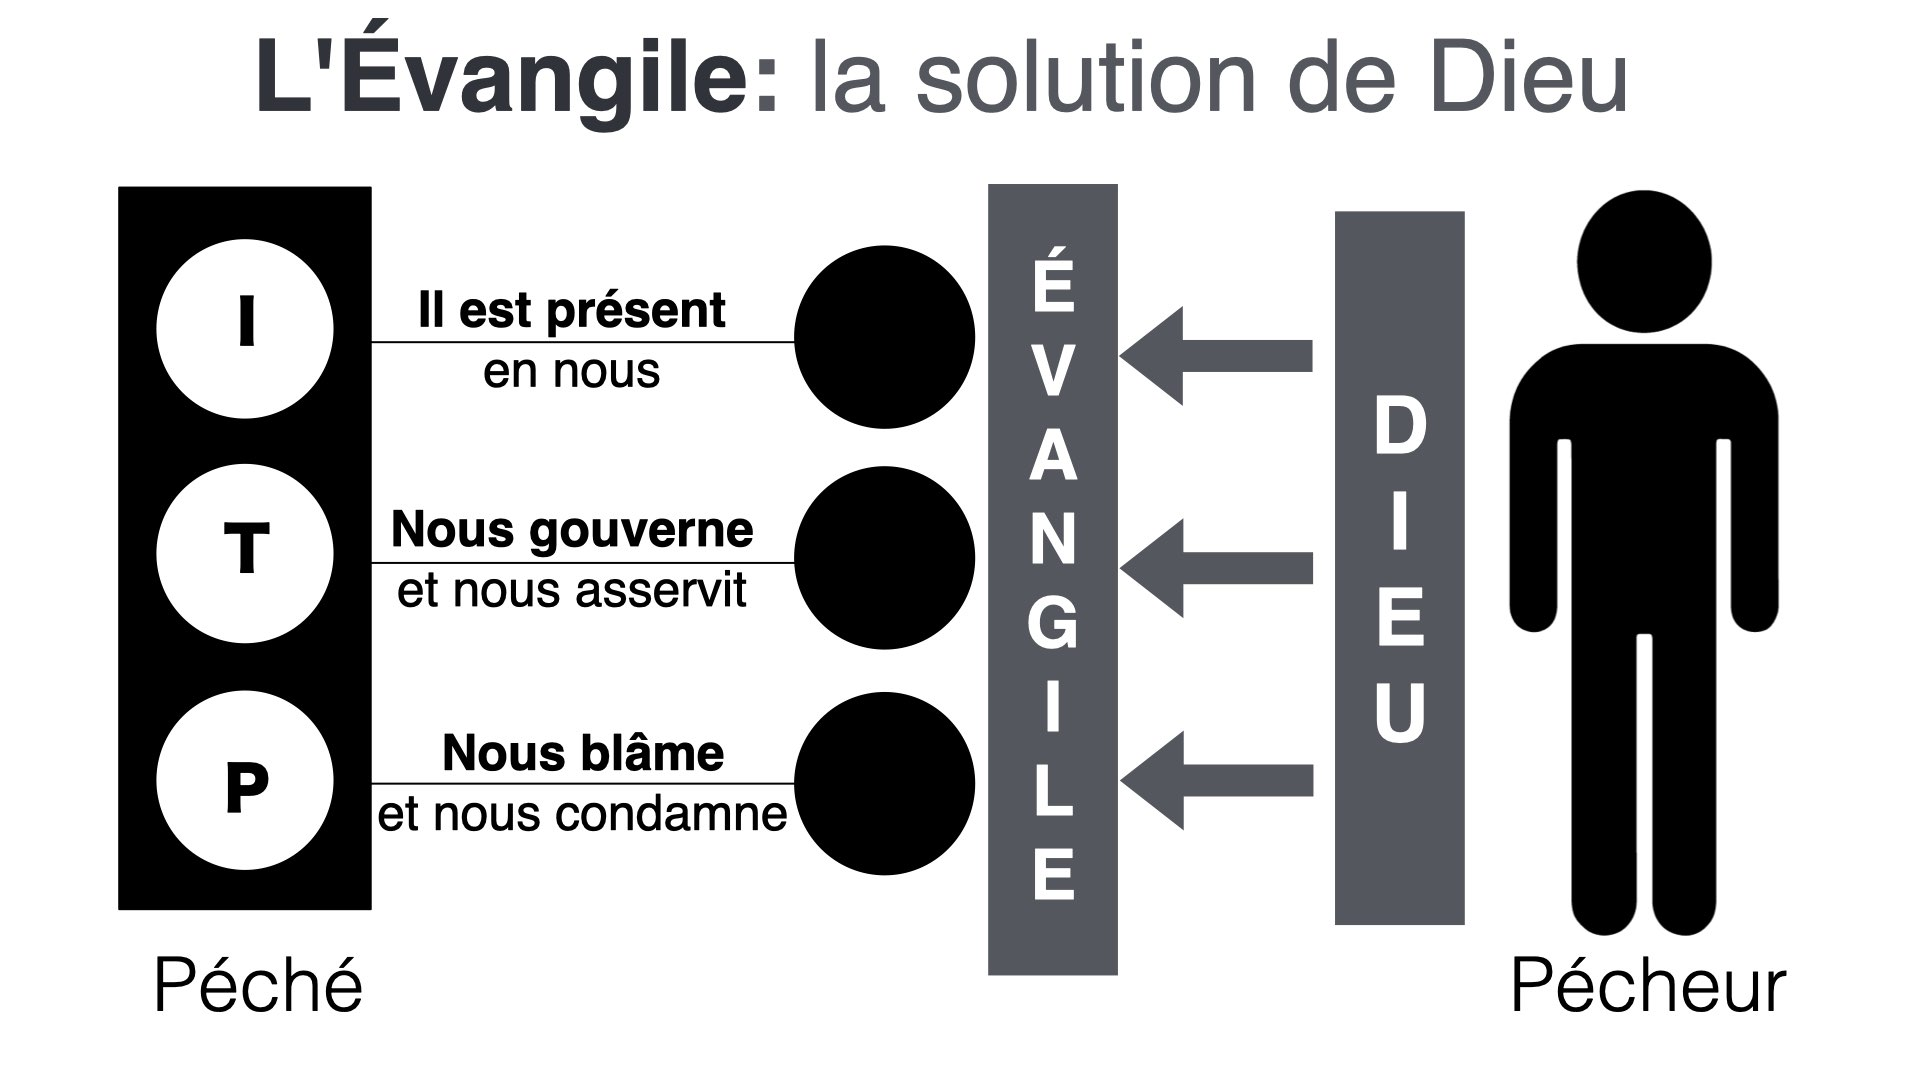 L'Évangile: la solution de Dieu
I
Il est présent
en nous
T
Nous gouverne
et nous asservit
P
Nous blâme
et nous condamne
ÉVANGILE
DIEU
Péché
Pécheur